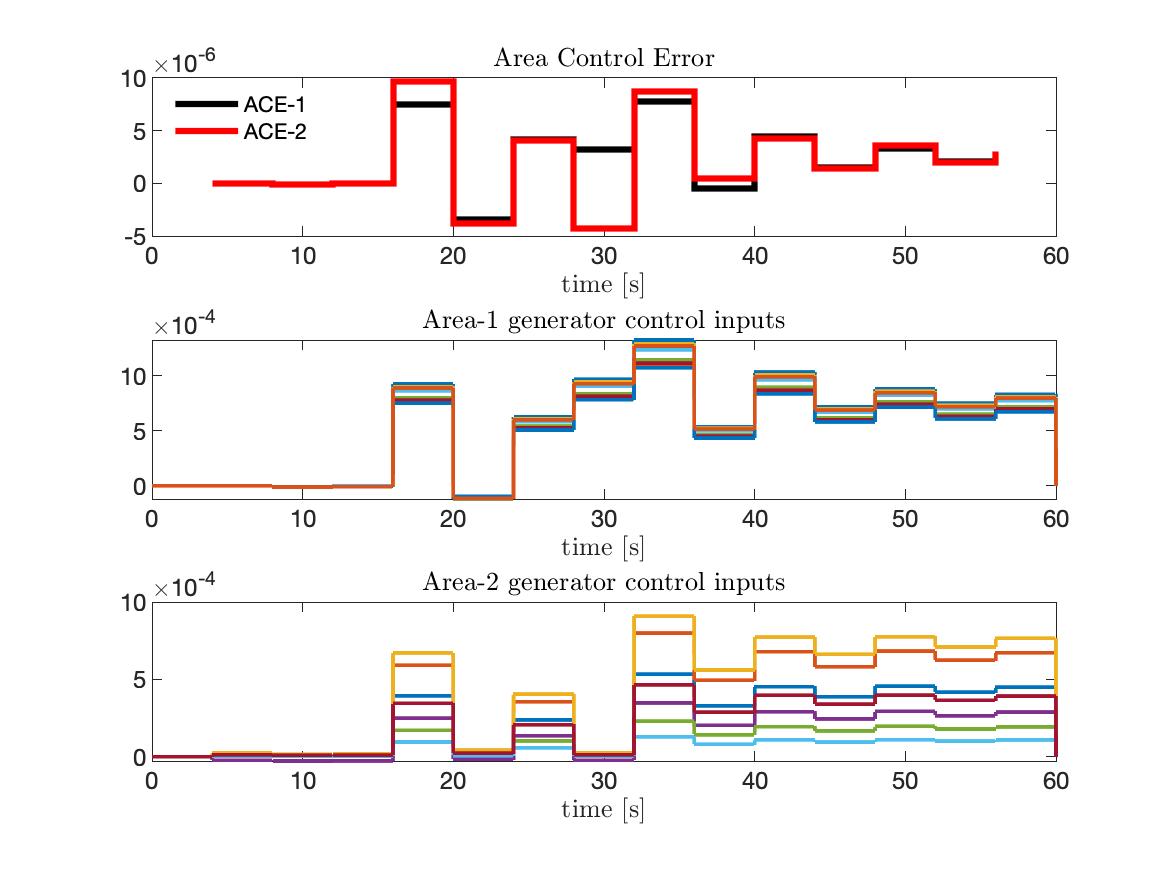 Area Control Error
×10-6
10
5
0
-5
ACE-1
ACE-2
0 10 20 30 40 50 60
time [s]
Area-1 generator control inputs
×10-4
10
5
0
0 10 20 30 40 50 60
time [s]
Area-2 generator control inputs
×10-4
10
5
0
0 10 20 30 40 50 60
time [s]